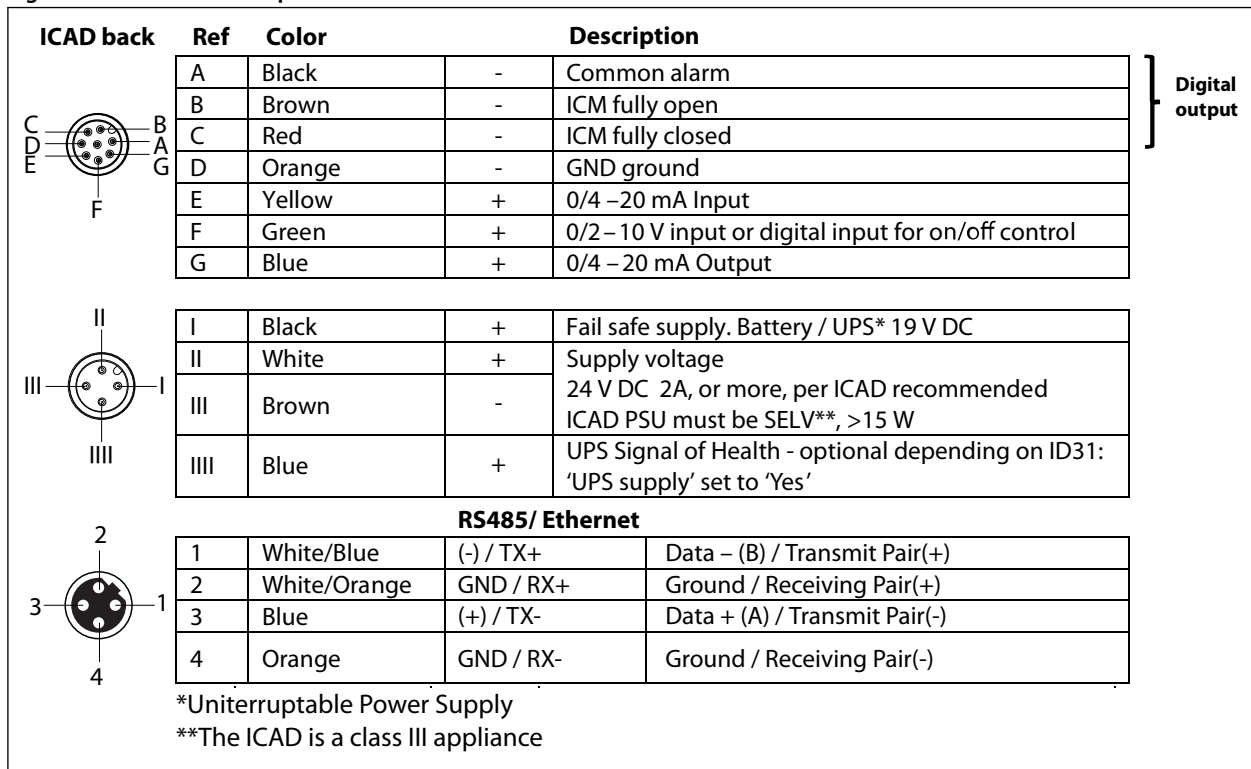 ICAD back Ref Color Description
A Black - Common alarm
B Brown - ICM fully open
C Red - ICM fully closed
D Orange - GND ground
E Yellow + 0/4 –20 mA Input
F Green + 0/2–10 V input or digital input for on/off control
G Blue + 0/4 – 20 mA Output
Digital
output
C B
D A
E G
F
I Black + Fail safe supply. Battery / UPS* 19 V DC
II White + Supply voltage
24 V DC 2A, or more, per ICAD recommended
III Brown - ICAD PSU must be SELV**, >15 W
IIII Blue + UPS Signal of Health - optional depending on ID31:
'UPS supply' set to 'Yes'
II
III I
IIII
RS485/ Ethernet
1 White/Blue (-) / TX+ Data – (B) / Transmit Pair(+)
2 White/Orange GND / RX+ Ground / Receiving Pair(+)
3 Blue (+) / TX- Data + (A) / Transmit Pair(-)
4 Orange GND / RX- Ground / Receiving Pair(-)
2
3 1
4
*Uniterruptable Power Supply
**The ICAD is a class III appliance